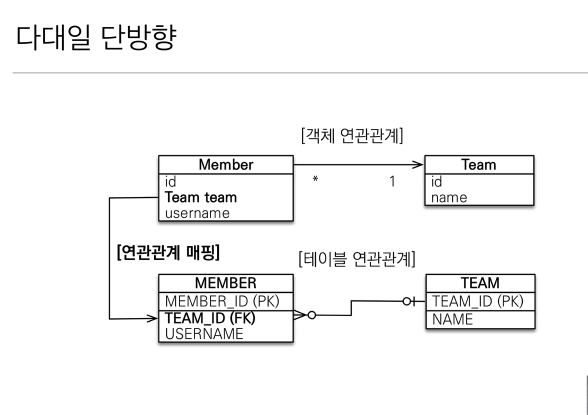 다대일 단방향
[객체 연관관계]
Member
id
Team team
username
*
1
Team
id
name
[연관관계 매핑]
[테이블 연관관계]
MEMBER
MEMBER_ID (PK)
TEAM_ID (FK)
USERNAME
TEAM
TEAM_ID (PK)
NAME